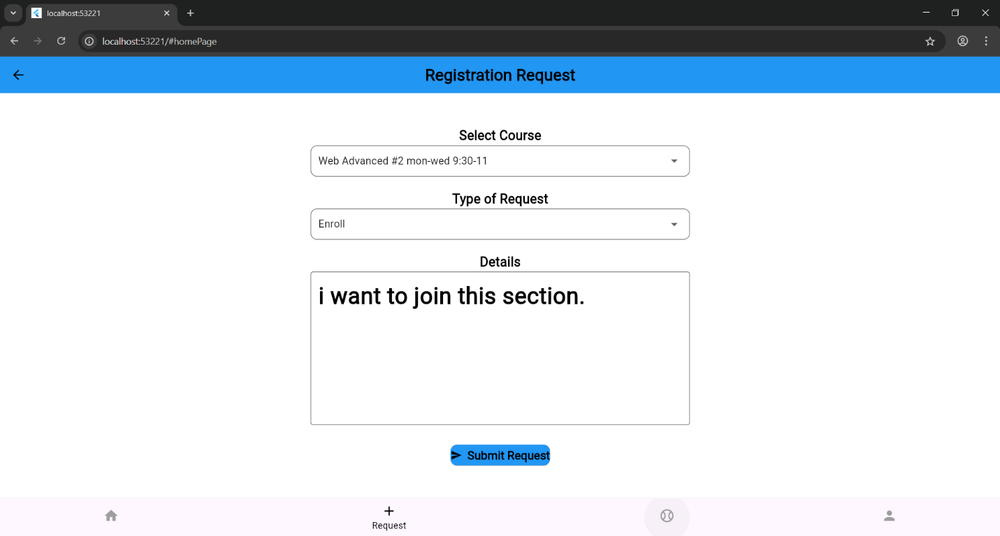 localhost:53221
localhost:53221/#homePage
Registration Request
Select Course
Web Advanced #2 mon-wed 9:30-11
Type of Request
Enroll
Details
i want to join this section.
Submit Request
Request